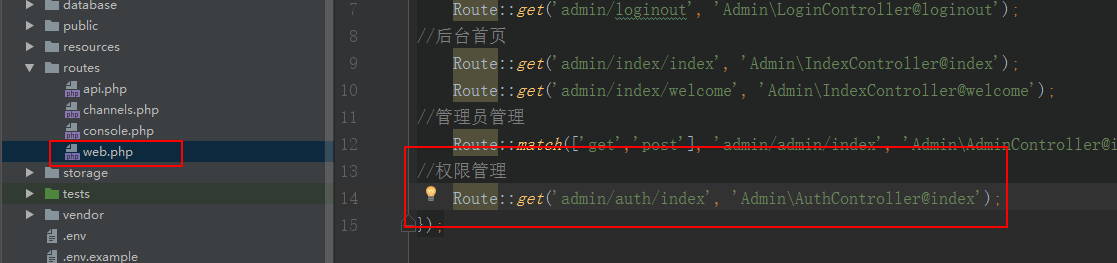 database
public
resources
routes
api.php
channels.php
console.php
web.php
storage
tests
vendor
.env
.env.example
7 Route::get('admin/loginout', 'Admin\LoginController@loginout');
8 //后台首页
9 Route::get('admin/index/index', 'Admin\IndexController@index');
10 Route::get('admin/index/welcome', 'Admin\IndexController@welcome');
11 //管理员管理
12 Route::match(['get','post'], 'admin/admin/index', 'Admin\AdminController@i
13 //权限管理
14 Route::get('admin/auth/index', 'Admin\AuthController@index');
15 });